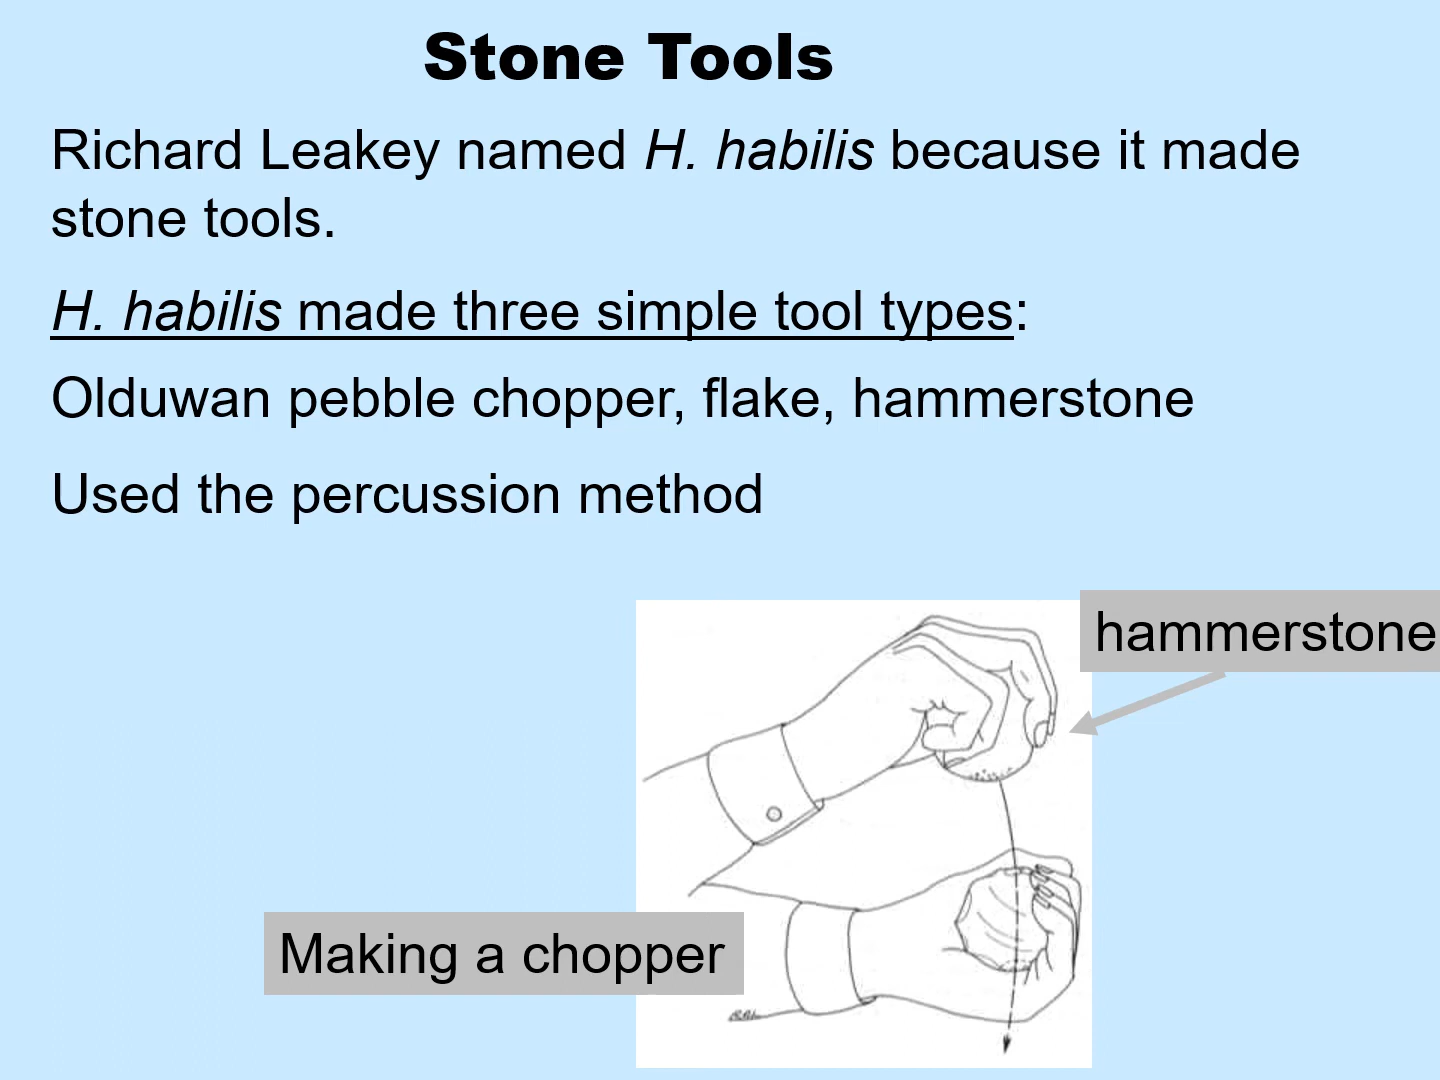 Stone Tools
Richard Leakey named H. habilis because it made
stone tools.
H. habilis made three simple tool types:
Olduwan pebble chopper, flake, hammerstone
Used the percussion method
hammerstone
Making a chopper